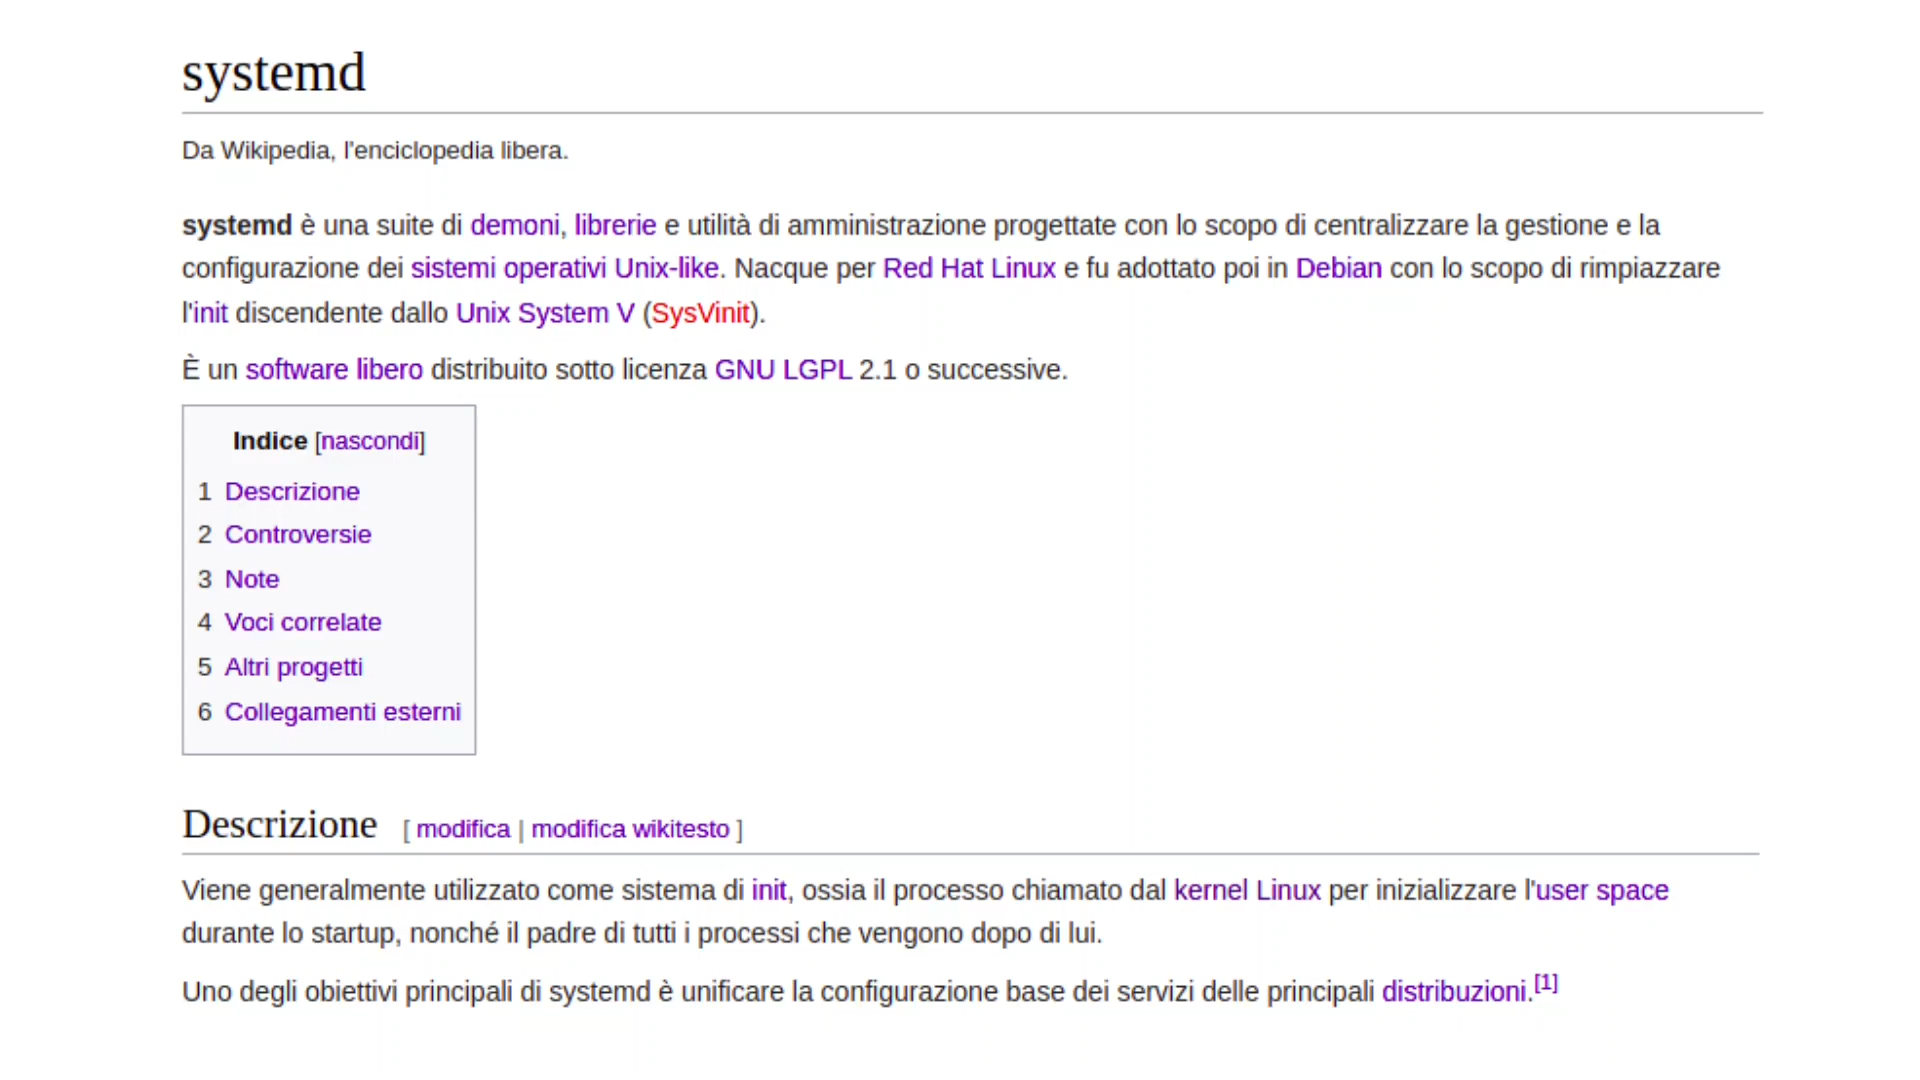 systemd
Da Wikipedia, l'enciclopedia libera.
systemd è una suite di demoni, librerie e utilità di amministrazione progettate con lo scopo di centralizzare la gestione e la
configurazione dei sistemi operativi Unix-like. Nacque per Red Hat Linux e fu adottato poi in Debian con lo scopo di rimpiazzare
l'init discendente dallo Unix System V (SysVinit).
È un software libero distribuito sotto licenza GNU LGPL 2.1 o successive.
Indice [nascondi]
1 Descrizione
2 Controversie
3 Note
4 Voci correlate
5 Altri progetti
6 Collegamenti esterni
Descrizione [ modifica | modifica wikitesto ]
Viene generalmente utilizzato come sistema di init, ossia il processo chiamato dal kernel Linux per inizializzare l'user space
durante lo startup, nonché il padre di tutti i processi che vengono dopo di lui.
Uno degli obiettivi principali di systemd è unificare la configurazione base dei servizi delle principali distribuzioni.[1]